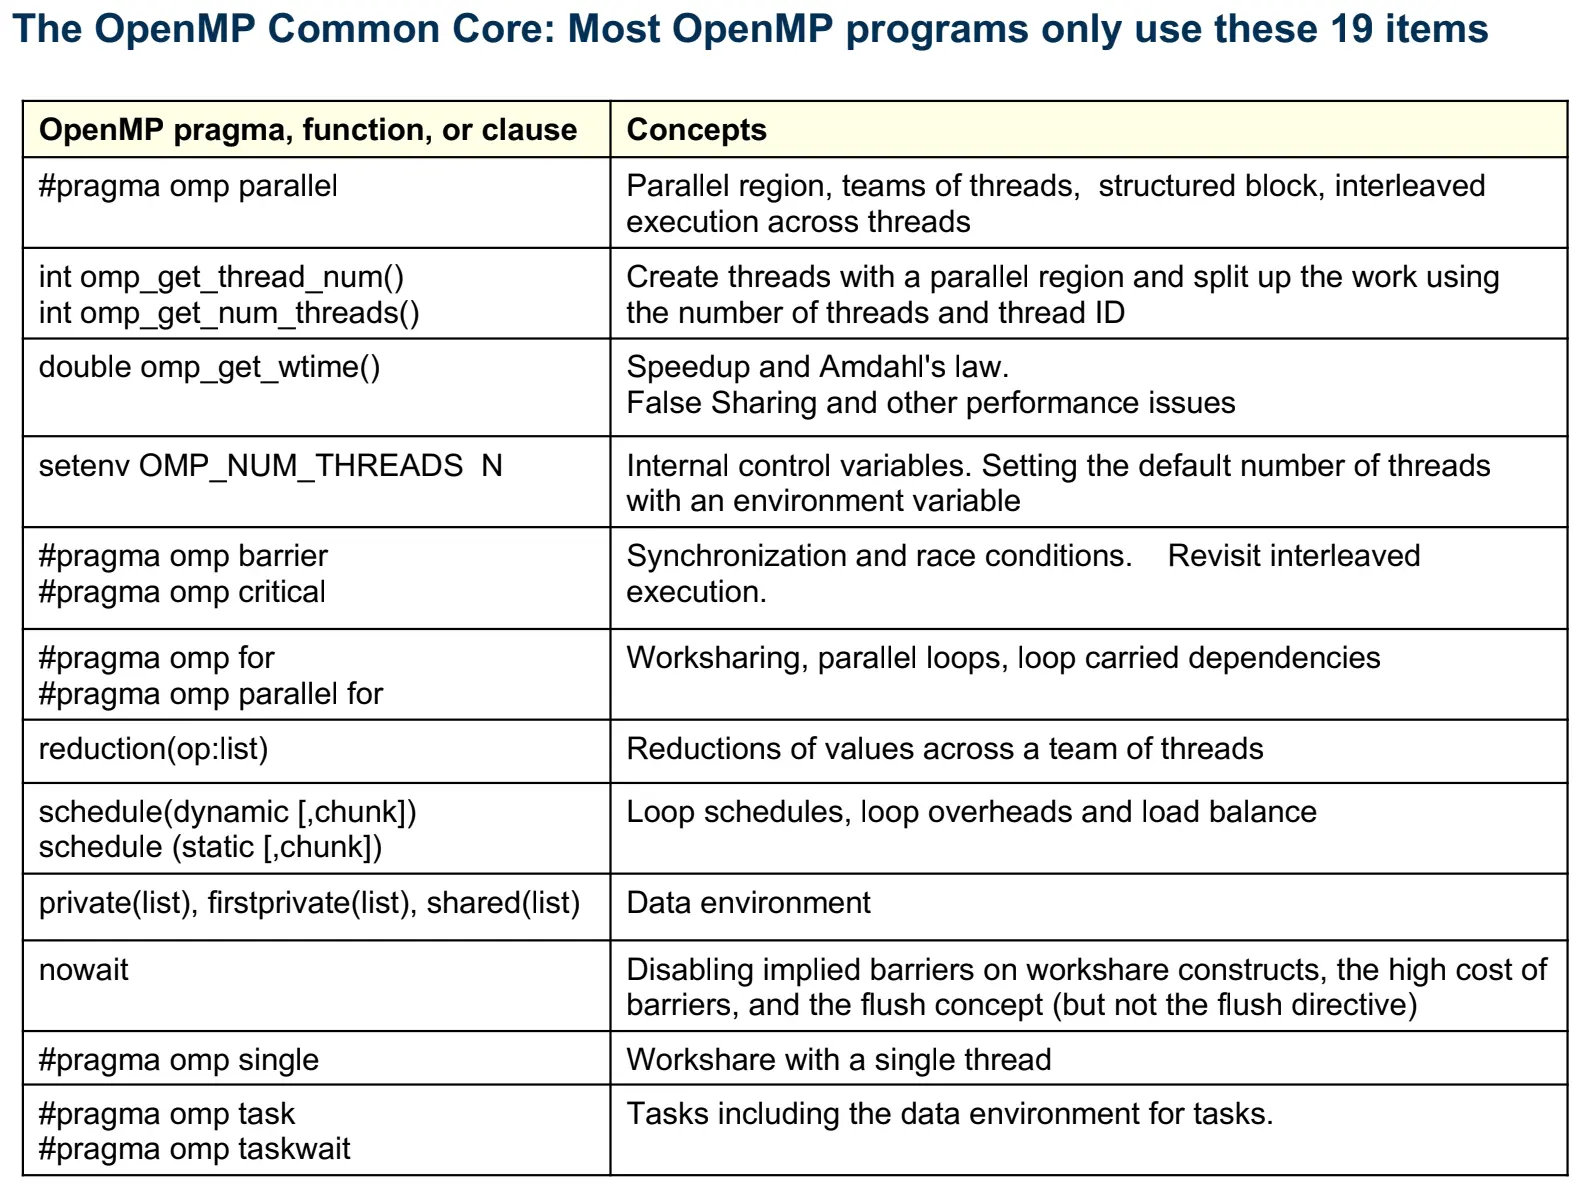 The OpenMP Common Core: Most OpenMP programs only use these 19 items
OpenMP pragma, function, or clause
Concepts
#pragma omp parallel
Parallel region, teams of threads,  structured block, interleaved
execution across threads
int omp_get_thread_num()
int omp_get_num_threads()
Create threads with a parallel region and split up the work using
the number of threads and thread ID
double omp_get_wtime()
Speedup and Amdahl's law.
False Sharing and other performance issues
setenv OMP_NUM_THREADS  N
Internal control variables. Setting the default number of threads
with an environment variable
#pragma omp barrier
#pragma omp critical
Synchronization and race conditions.    Revisit interleaved
execution.
#pragma omp for
#pragma omp parallel for
Worksharing, parallel loops, loop carried dependencies
reduction(op:list)
Reductions of values across a team of threads
schedule(dynamic [,chunk])
schedule (static [,chunk])
Loop schedules, loop overheads and load balance
private(list), firstprivate(list), shared(list)
Data environment
nowait
Disabling implied barriers on workshare constructs, the high cost of
barriers, and the flush concept (but not the flush directive)
#pragma omp single
Workshare with a single thread
#pragma omp task
#pragma omp taskwait
Tasks including the data environment for tasks.